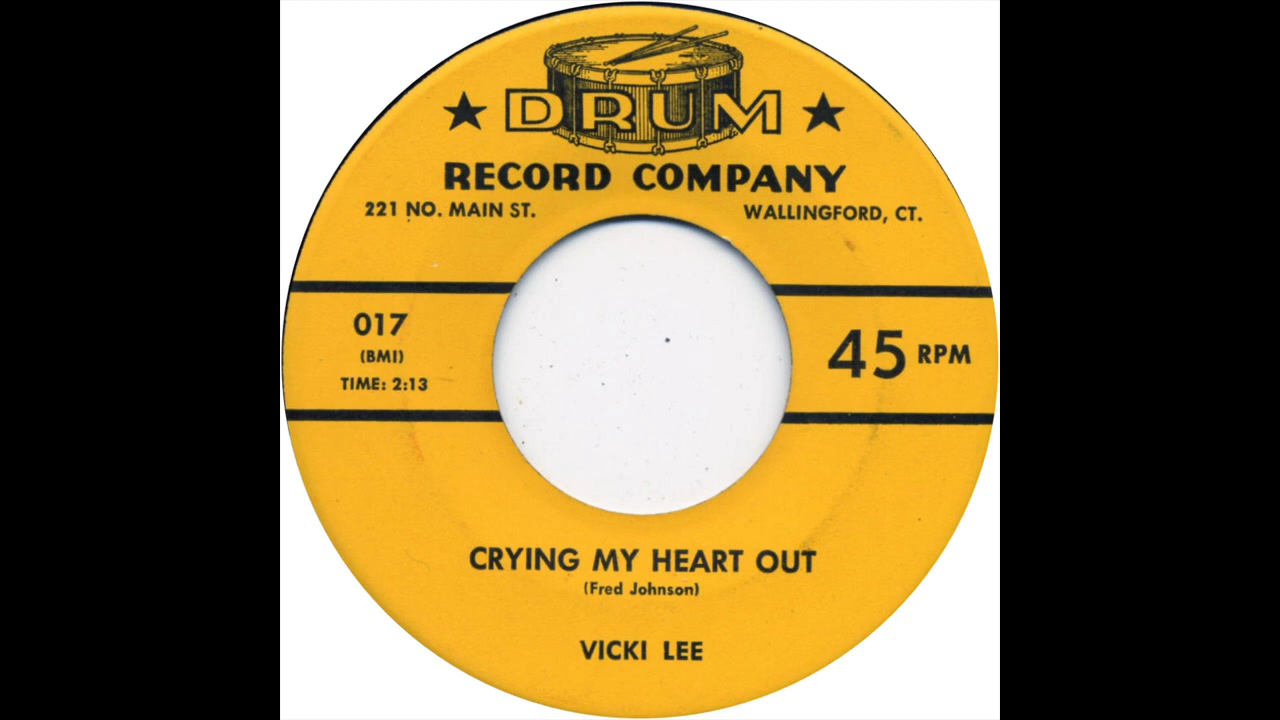 ★ DRUM ★
RECORD COMPANY
221 NO. MAIN ST.
WALLINGFORD, CT.
017
(BMI)
TIME: 2:13
45 RPM
CRYING MY HEART OUT
(Fred Johnson)
VICKI LEE